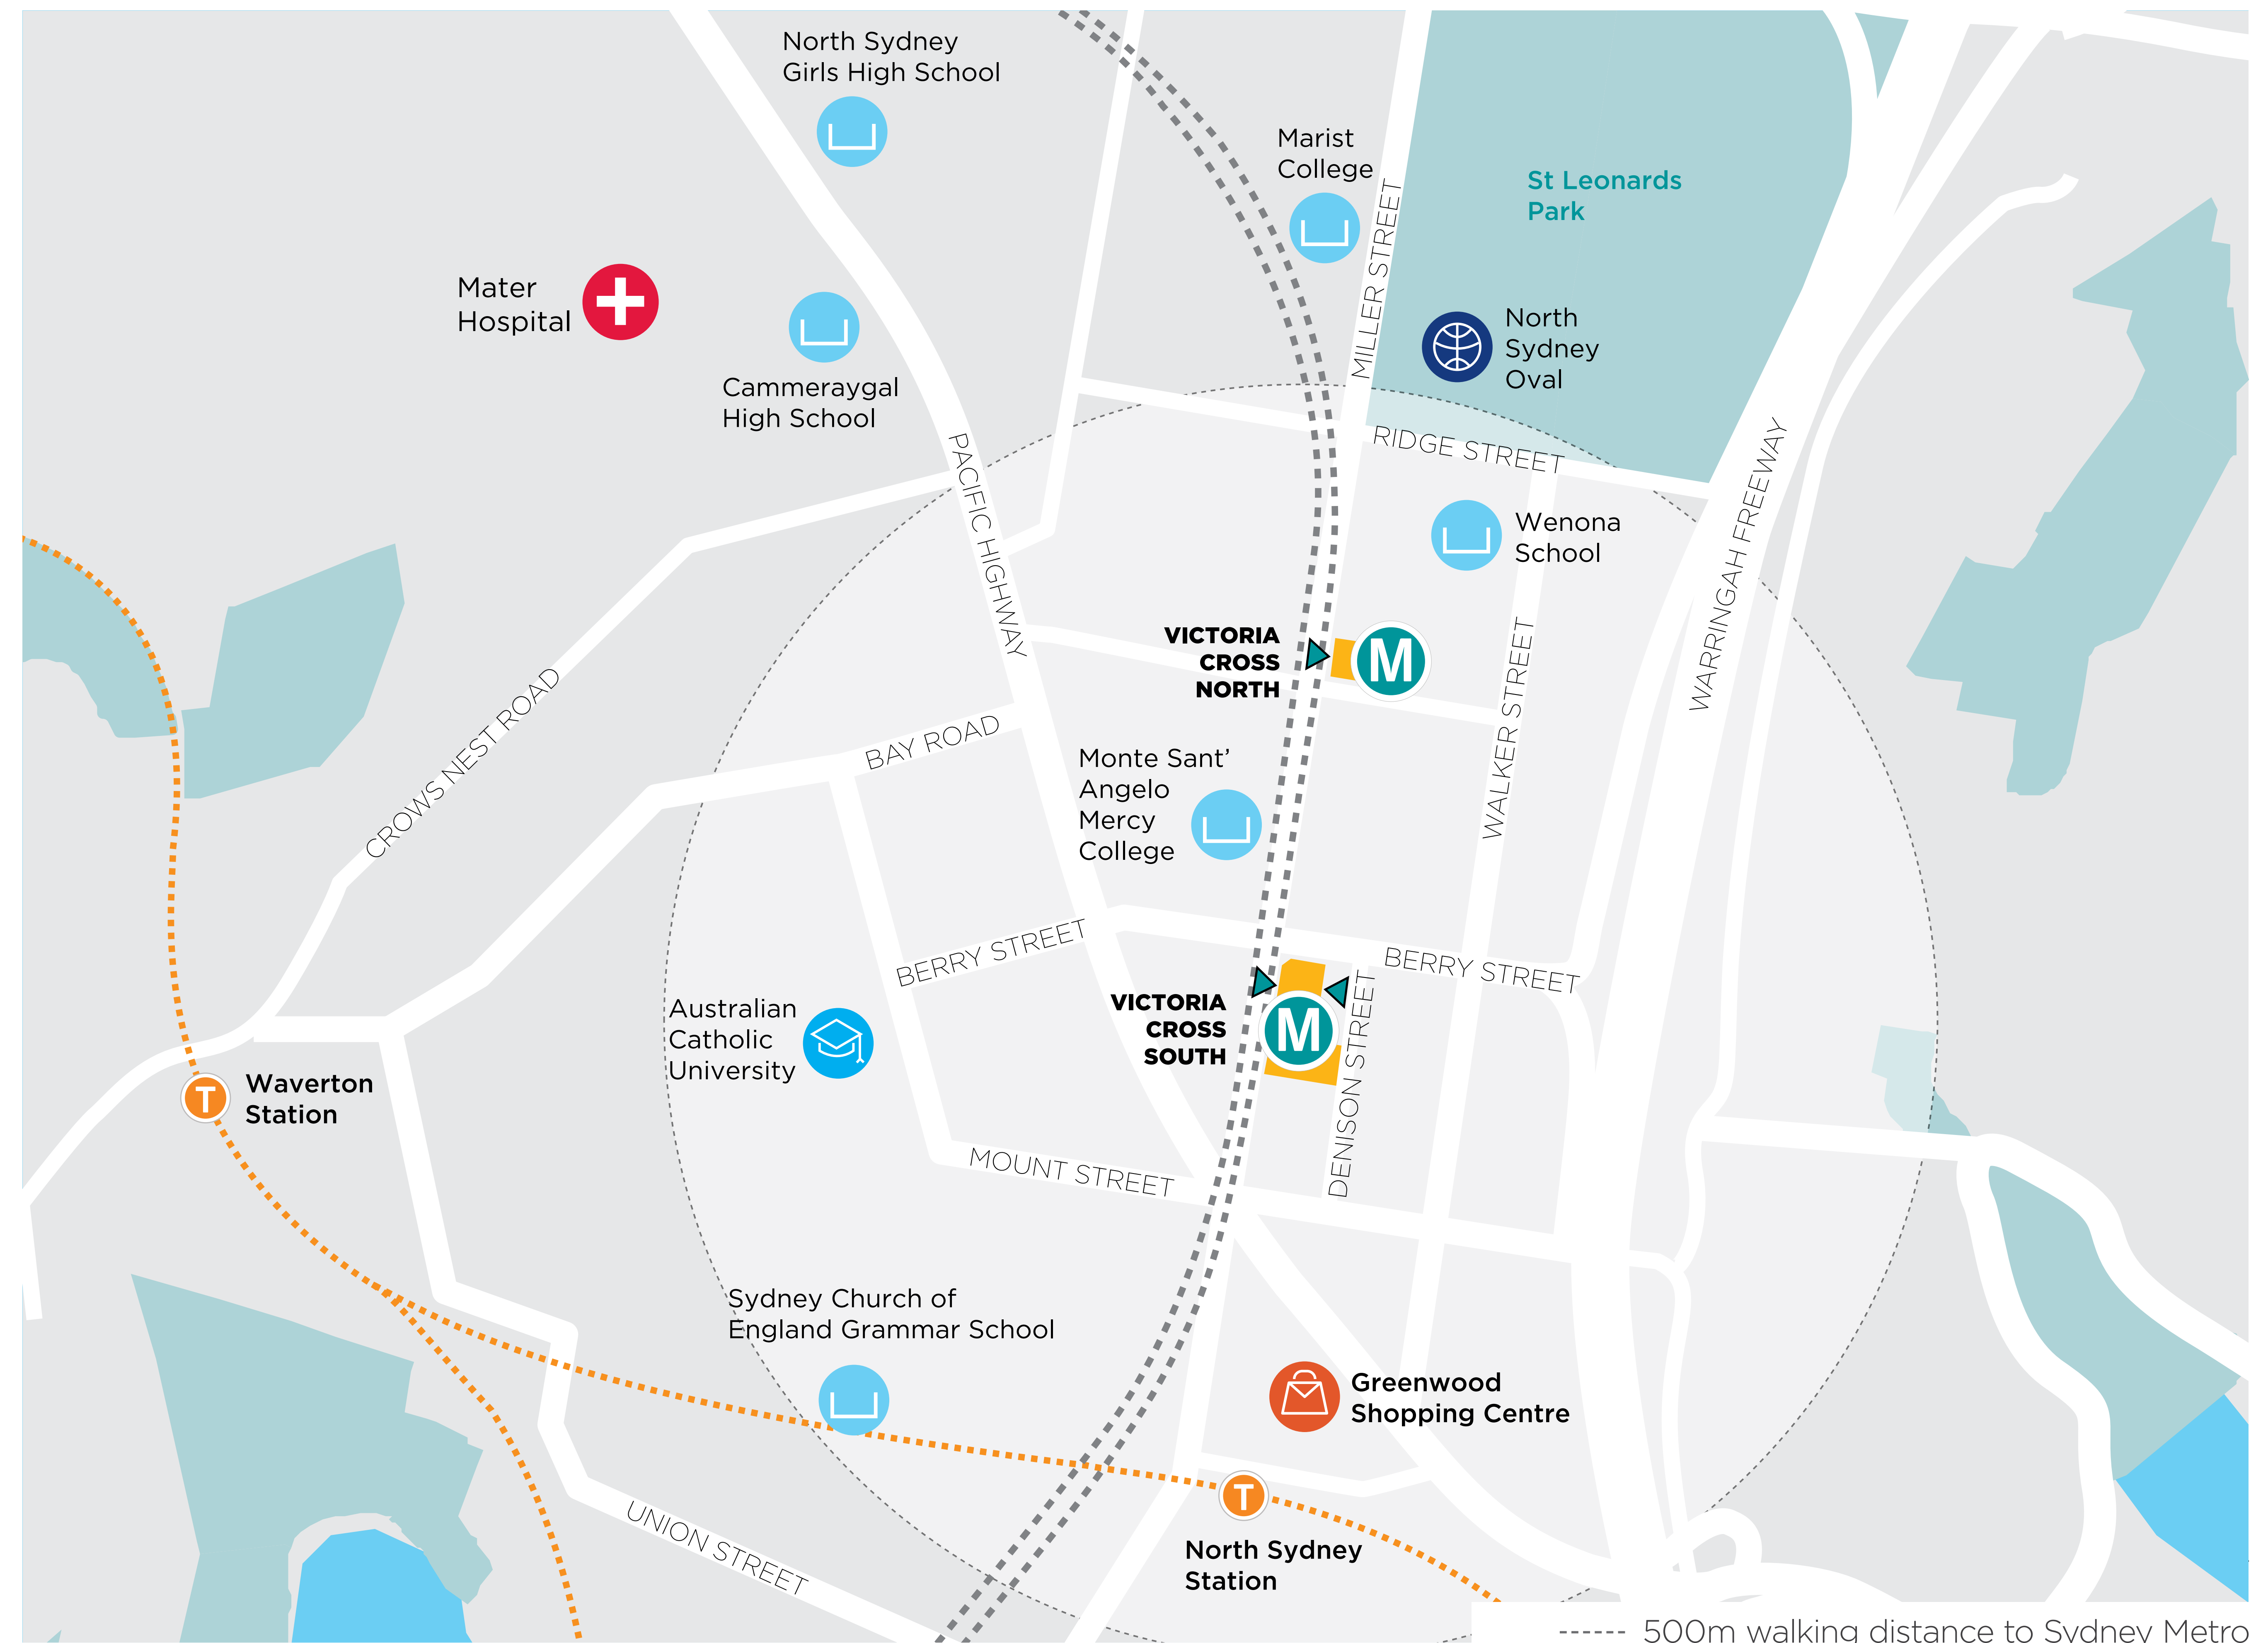 North Sydney
Girls High School
Marist
College
St Leonards
Park
MILLER STREET
Mater
Hospital
North
Sydney
Oval
Cammeraygal
High School
PACIFIC HIGHWAY
RIDGE STREET
WARRINGAH FREEWAY
Wenona
School
VICTORIA
CROSS
NORTH
M
WALKER STREET
CROWS NEST ROAD
BAY ROAD
Monte Sant’
Angelo
Mercy
College
BERRY STREET
BERRY STREET
Australian
Catholic
University
VICTORIA
CROSS
SOUTH
M
DENISON STREET
T
Waverton
Station
MOUNT STREET
Sydney Church of
England Grammar School
Greenwood
Shopping Centre
T
North Sydney
Station
UNION STREET
500m walking distance to Sydney Metro